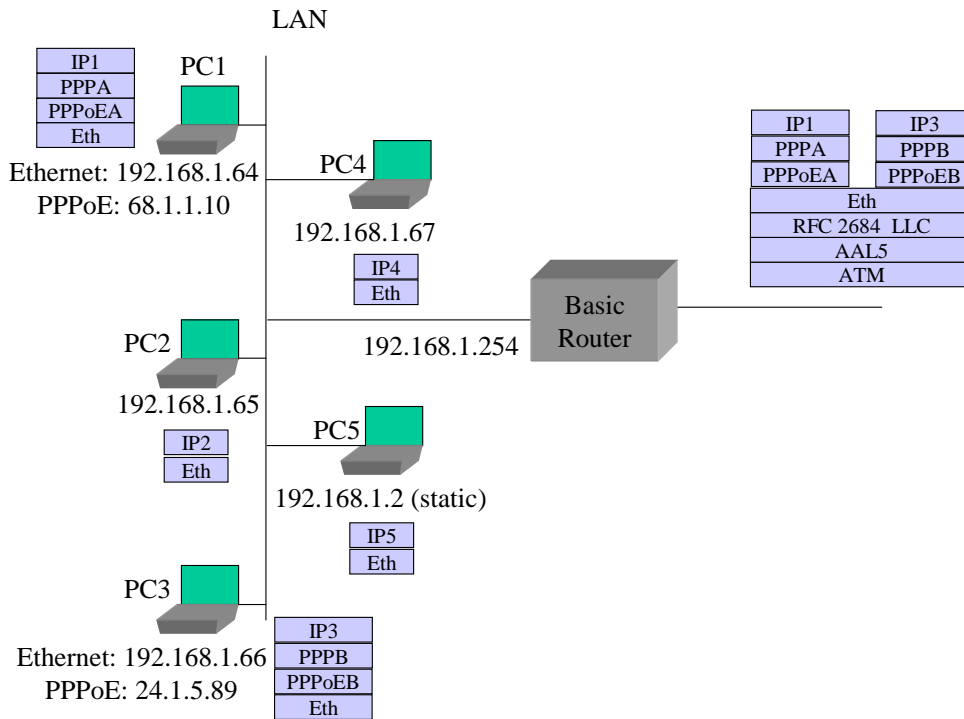 LAN
IP1
PPPA
PPPoEA
Eth
PC1
Ethernet: 192.168.1.64
PPPoE: 68.1.1.10
PC4
192.168.1.67
IP4
Eth
IP1
PPPA
PPPoEA
IP3
PPPB
PPPoEB
Eth
RFC 2684 LLC
AAL5
ATM
Basic
Router
192.168.1.254
PC2
192.168.1.65
IP2
Eth
PC5
192.168.1.2 (static)
IP5
Eth
PC3
Ethernet: 192.168.1.66
PPPoE: 24.1.5.89
IP3
PPPB
PPPoEB
Eth